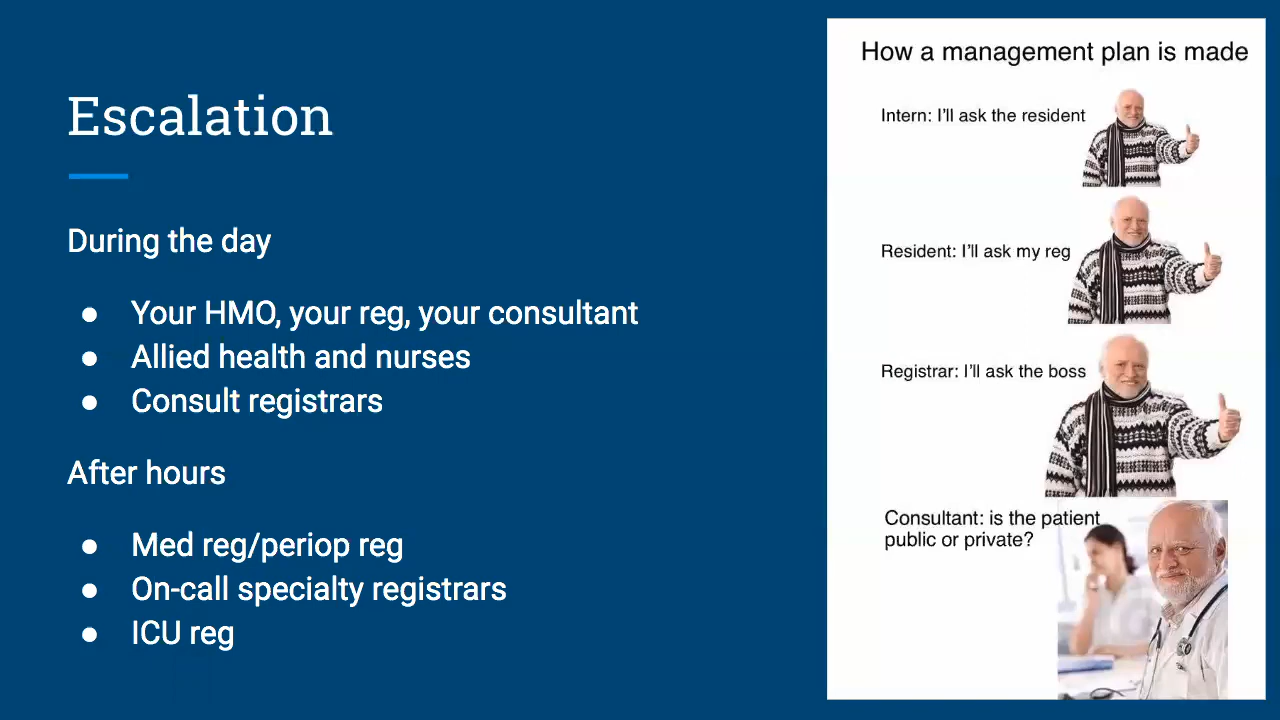 Escalation
During the day
● Your HMO, your reg, your consultant
● Allied health and nurses
● Consult registrars
After hours
● Med reg/periop reg
● On-call specialty registrars
● ICU reg
How a management plan is made
Intern: I'll ask the resident
Resident: I'll ask my reg
Registrar: I'll ask the boss
Consultant: is the patient
public or private?